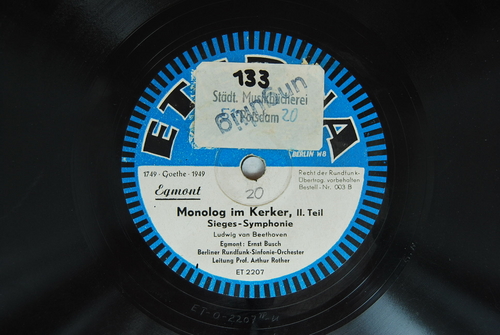 133
Städt. Musikbücherei
Potsdam 20
BERLIN W8
1749 · Goethe · 1949
Egmont
Recht der Rundfunk-
Übertrag. vorbehalten
Bestell-Nr. 003 B
20
Monolog im Kerker, II. Teil
Sieges-Symphonie
Ludwig van Beethoven
Egmont: Ernst Busch
Berliner Rundfunk-Sinfonie-Orchester
Leitung Prof. Arthur Rother
ET 2207